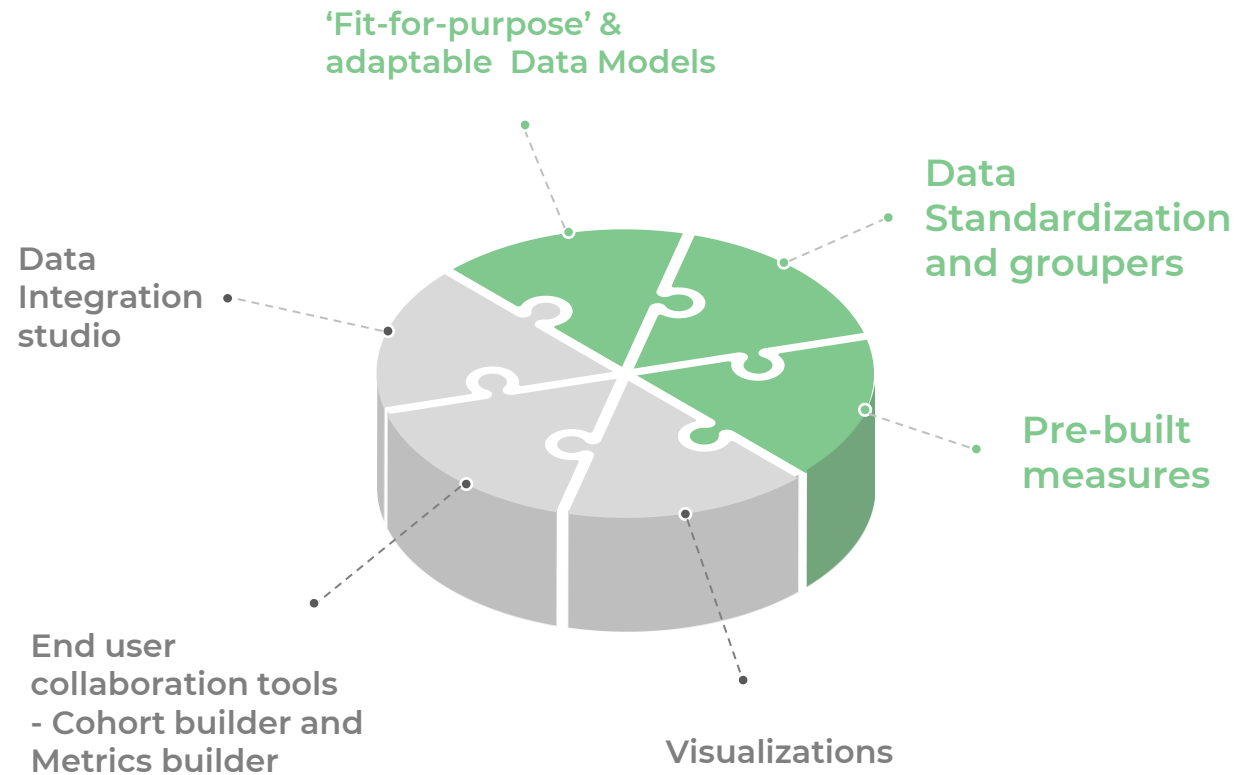 ‘Fit-for-purpose’ &
adaptable  Data Models
Data
Standardization
and groupers
Data
Integration
studio
Pre-built
measures
End user
collaboration tools
- Cohort builder and
Metrics builder
Visualizations